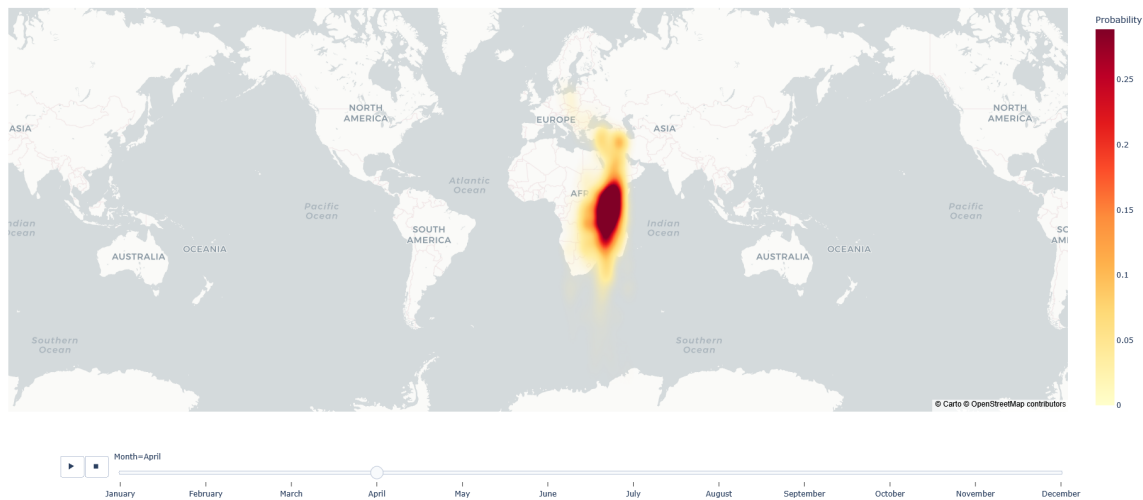 Probability
0.25
0.2
0.15
0.1
0.05
0
NORTH
AMERICA
EUROPE
ASIA
ASIA
NORTH
AMERICA
Atlantic
Ocean
AFR
Pacific
Ocean
Indian
Ocean
Pacific
Ocean
SOUTH
AMERICA
OCEANIA
AUSTRALIA
OCEANIA
AUSTRALIA
Southern
Ocean
Southern
Ocean
© Carto © OpenStreetMap contributors
Month=April
January
February
March
April
May
June
July
August
September
October
November
December